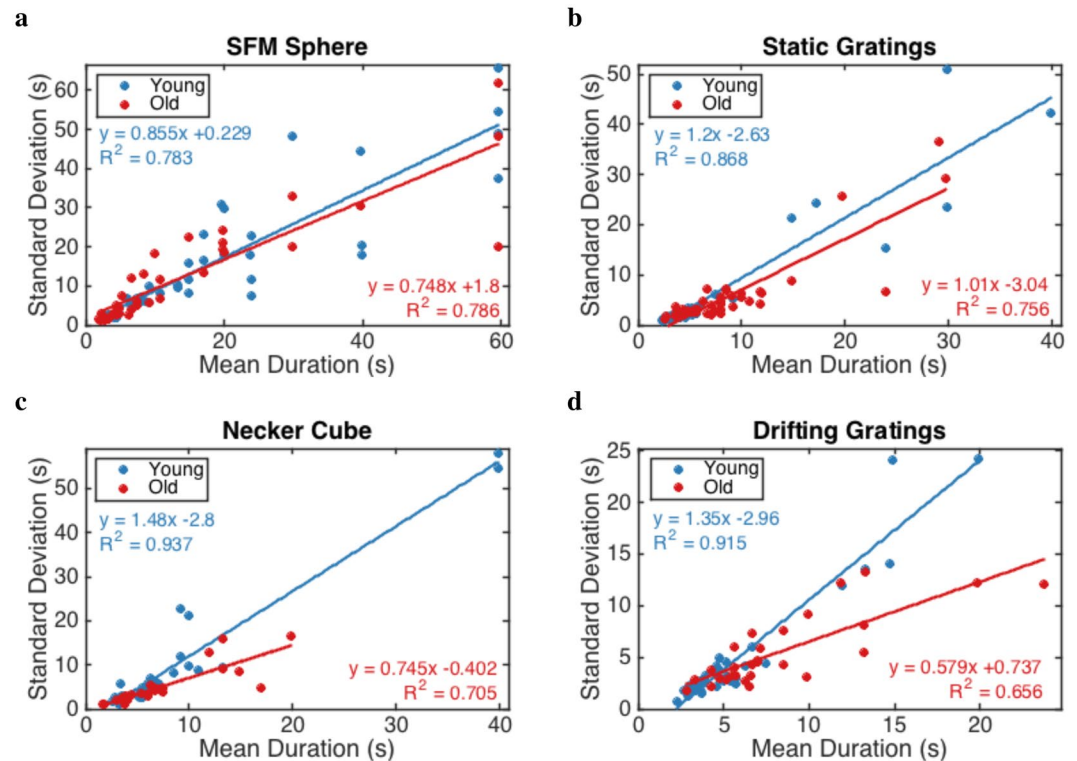 a
SFM Sphere
Standard Deviation (s)
60
50
40
30
20
10
0
Young
Old
y = 0.855x +0.229
R² = 0.783
y = 0.748x +1.8
R² = 0.786
0 20 40 60
Mean Duration (s)
b
Static Gratings
Standard Deviation (s)
50
40
30
20
10
0
Young
Old
y = 1.2x -2.63
R² = 0.868
y = 1.01x -3.04
R² = 0.756
0 10 20 30 40
Mean Duration (s)
c
Necker Cube
Standard Deviation (s)
50
40
30
20
10
0
Young
Old
y = 1.48x -2.8
R² = 0.937
y = 0.745x -0.402
R² = 0.705
0 10 20 30 40
Mean Duration (s)
d
Drifting Gratings
Standard Deviation (s)
25
20
15
10
5
0
Young
Old
y = 1.35x -2.96
R² = 0.915
y = 0.579x +0.737
R² = 0.656
0 5 10 15 20
Mean Duration (s)